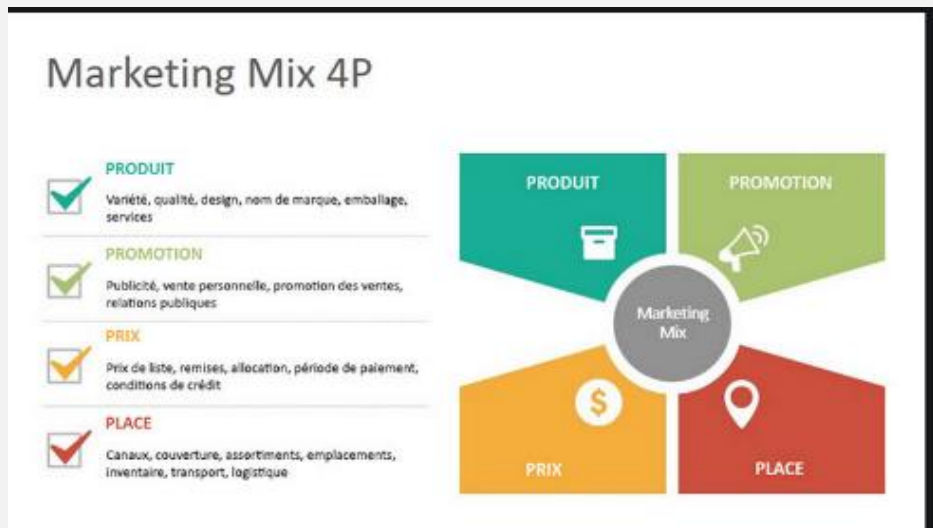 Marketing Mix 4P
PRODUIT
Variété, qualité, design, nom de marque, emballage,
services
PROMOTION
Publicité, vente personnelle, promotion des ventes,
relations publiques
PRIX
Prix de liste, remises, allocation, période de paiement,
conditions de crédit
PLACE
Canaux, couverture, assortiments, emplacements,
inventaire, transport, logistique
PRODUIT
PROMOTION
Marketing
Mix
$
PRIX
PLACE